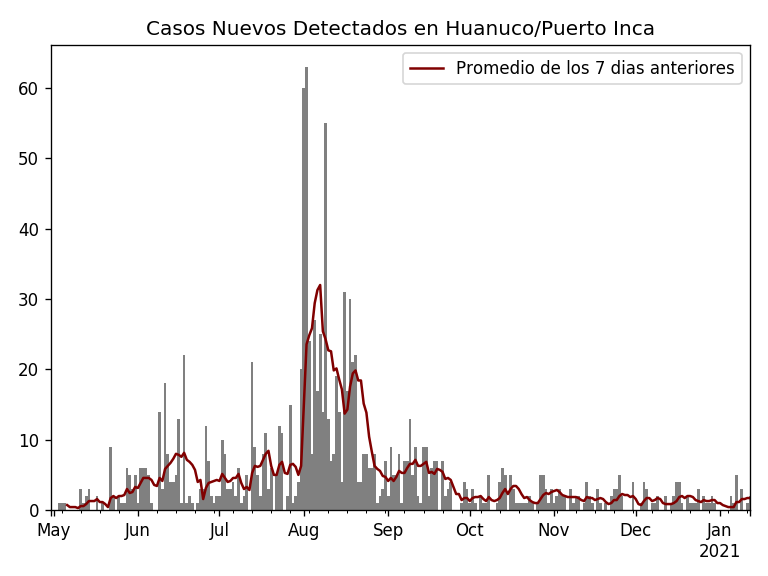 Casos Nuevos Detectados en Huanuco/Puerto Inca
Promedio de los 7 dias anteriores
60
50
40
30
20
10
0
May Jun Jul Aug Sep Oct Nov Dec Jan
2021